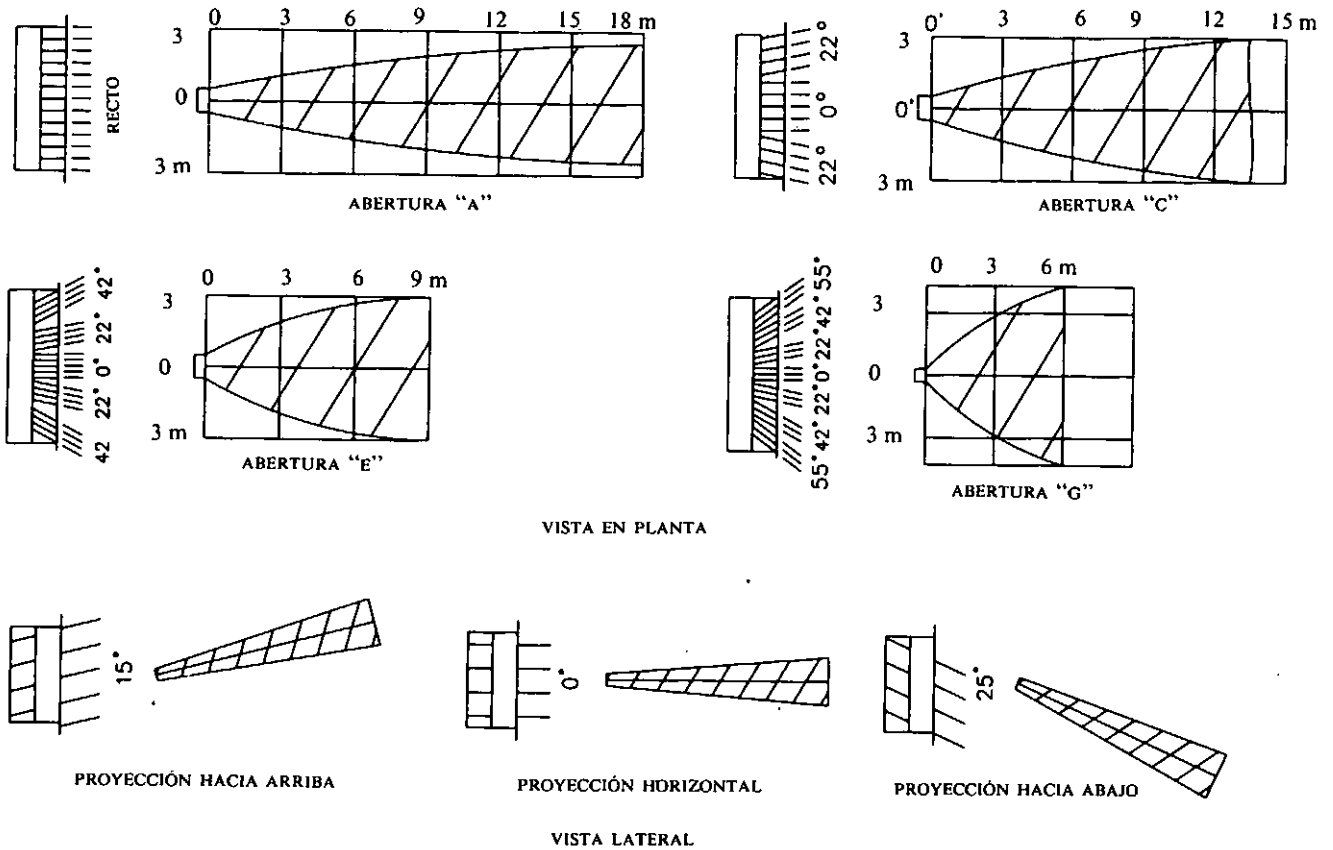 0 3 6 9 12 15 18 m
3
0
3 m
RECTO
ABERTURA “A”
0' 3 6 9 12 15 m
3
0'
3 m
22° 0° 22°
ABERTURA “C”
0 3 6 9 m
3
0
3 m
42° 22° 0° 22° 42
ABERTURA “E”
0 3 6 m
3
0
3 m
55° 42° 22° 0° 22° 42° 55°
ABERTURA “G”
VISTA EN PLANTA
15°
PROYECCIÓN HACIA ARRIBA
0°
PROYECCIÓN HORIZONTAL
25°
PROYECCIÓN HACIA ABAJO
VISTA LATERAL